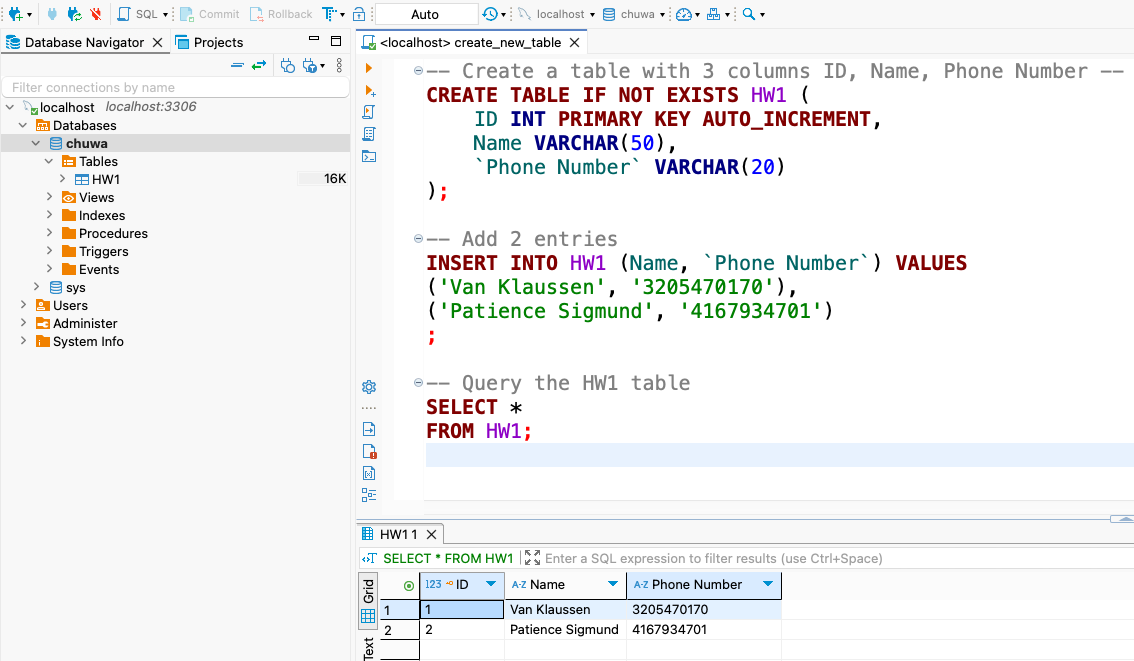 SQL Commit Rollback Auto localhost chuwa
Database Navigator Projects
Filter connections by name
localhost localhost:3306
Databases
chuwa
Tables
HW1 16K
Views
Indexes
Procedures
Triggers
Events
sys
Users
Administer
System Info
<localhost> create_new_table
-- Create a table with 3 columns ID, Name, Phone Number --
CREATE TABLE IF NOT EXISTS HW1 (
ID INT PRIMARY KEY AUTO_INCREMENT,
Name VARCHAR(50),
`Phone Number` VARCHAR(20)
);
-- Add 2 entries
INSERT INTO HW1 (Name, `Phone Number`) VALUES
('Van Klaussen', '3205470170'),
('Patience Sigmund', '4167934701')
;
-- Query the HW1 table
SELECT *
FROM HW1;
HW1 1
SELECT * FROM HW1 Enter a SQL expression to filter results (use Ctrl+Space)
Grid
Text
123 ID A-Z Name A-Z Phone Number
1 1 Van Klaussen 3205470170
2 2 Patience Sigmund 4167934701